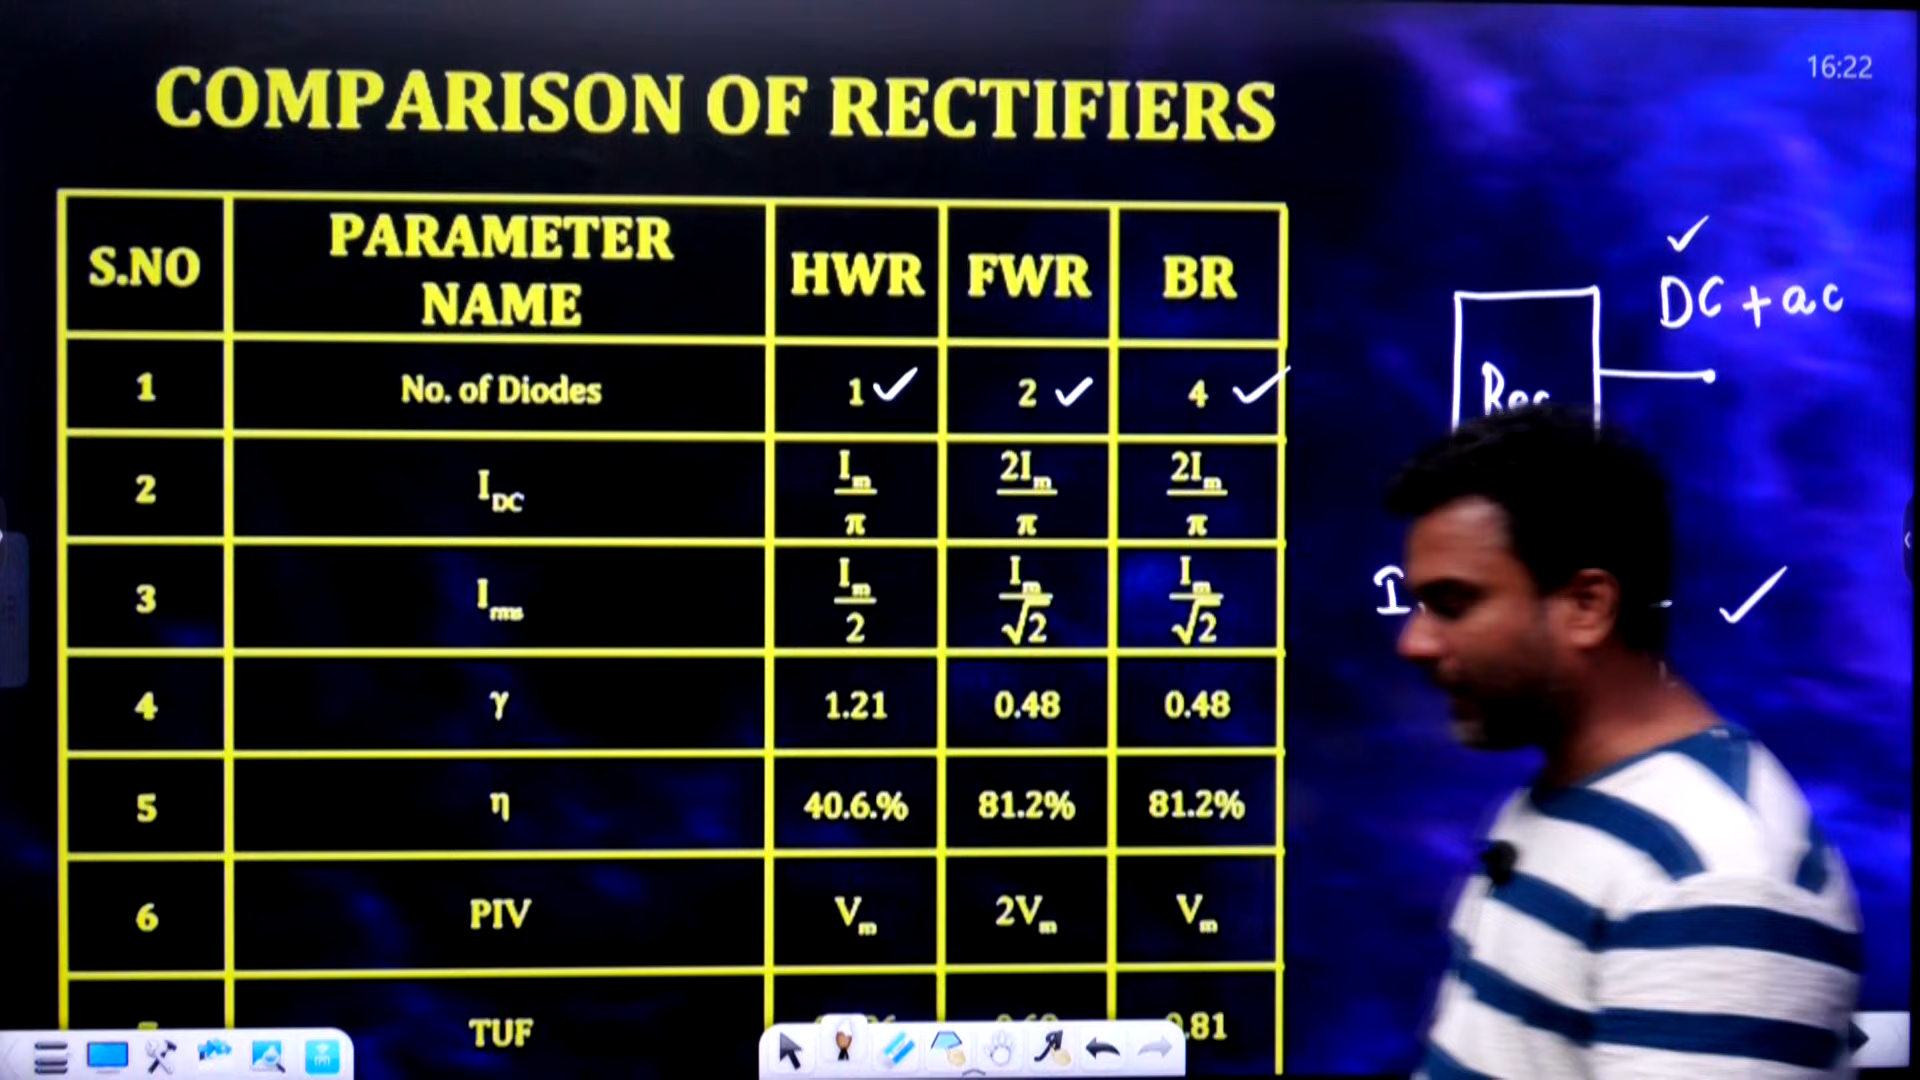 16:22
COMPARISON OF RECTIFIERS
S.NO PARAMETER NAME HWR FWR BR
1 No. of Diodes 1 ✓ 2 ✓ 4 ✓
2 I_DC I_m/π 2I_m/π 2I_m/π
3 I_rms I_m/2 I_m/√2 I_m/√2
4 γ 1.21 0.48 0.48
5 η 40.6.% 81.2% 81.2%
6 PIV V_m 2V_m V_m
TUF .81
✓
DC + ac
Rec
I ✓